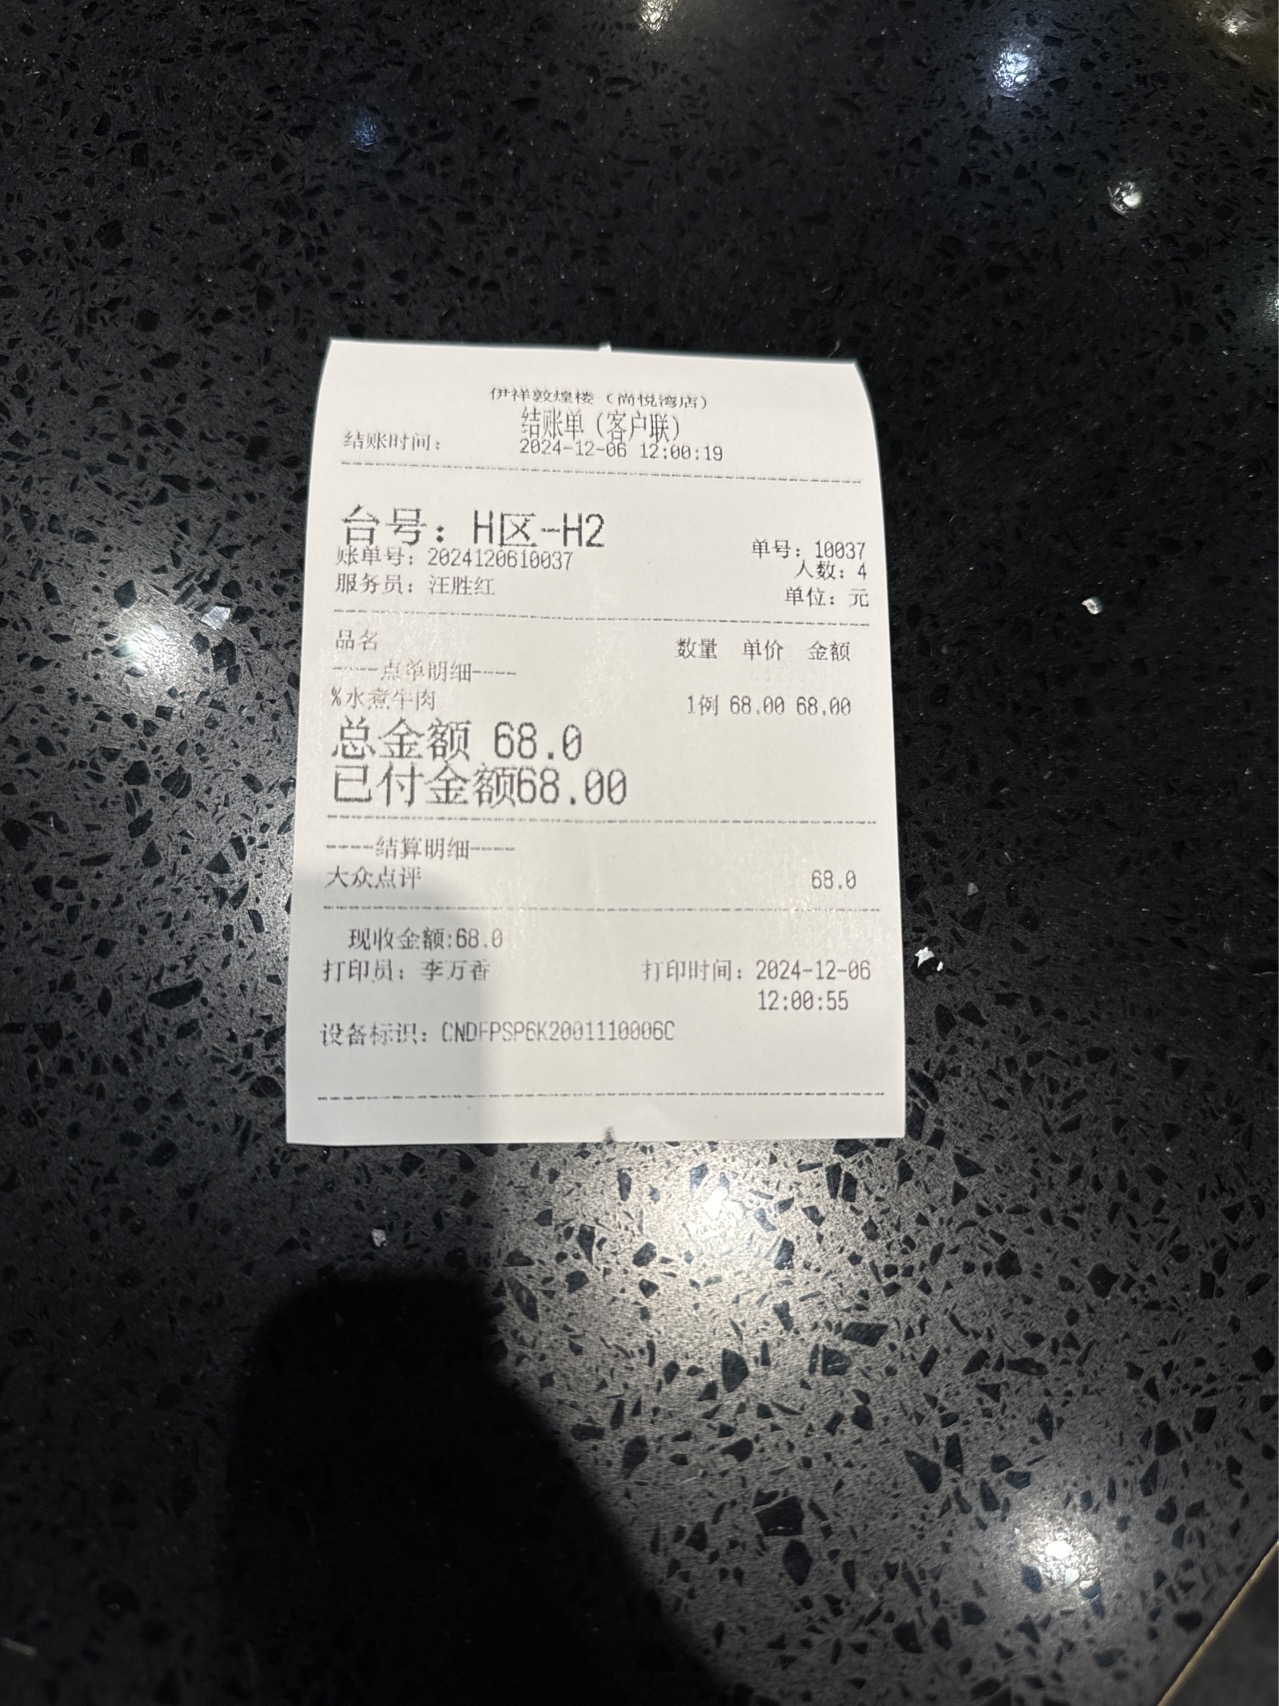 伊祥敦煌楼（尚悦湾店）
结账单（客户联）
结账时间： 2024-12-06 12:00:19
台号：H区-H2
单号：10037
账单号：2024120610037
人数：4
服务员：汪胜红
单位：元
品名 数量 单价 金额
----点单明细----
%水煮牛肉 1例 68.00 68.00
总金额 68.0
已付金额68.00
----结算明细----
大众点评 68.0
现收金额:68.0
打印员：李万香 打印时间：2024-12-06
12:00:55
设备标识：CNDFPSP6K2001110006C